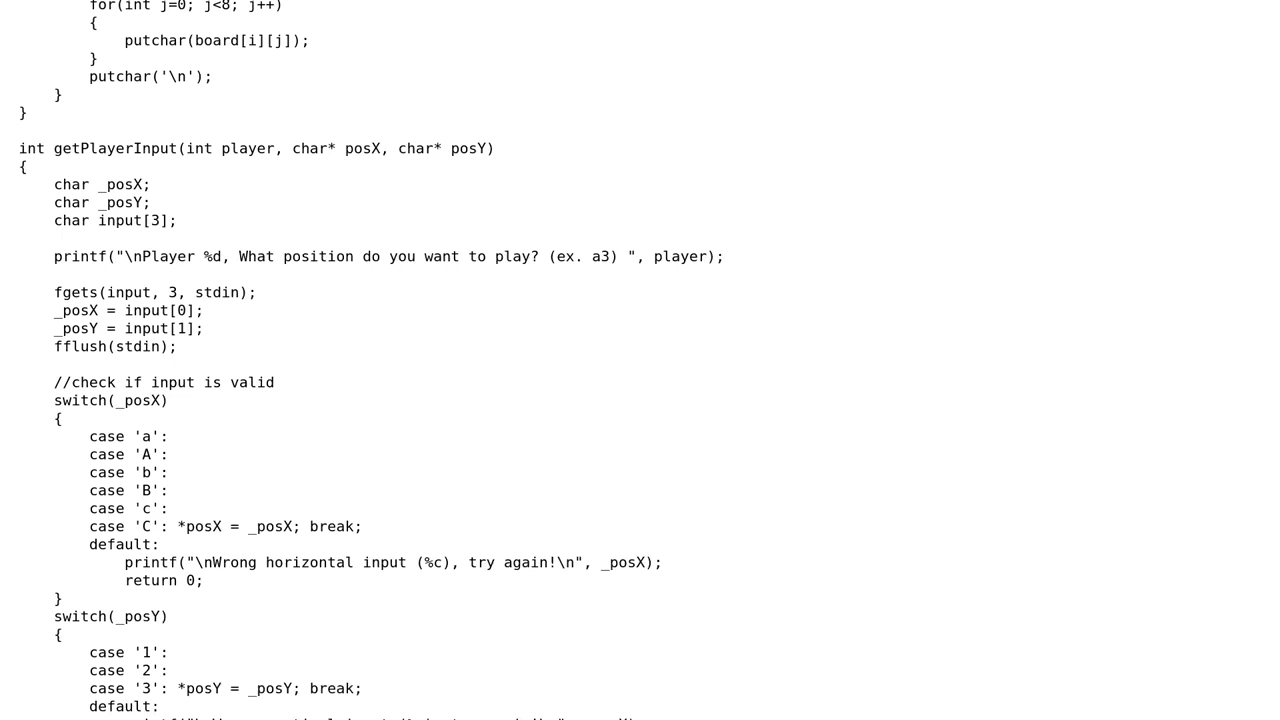 for(int j=0; j<8; j++)
{
putchar(board[i][j]);
}
putchar('\n');
}
}
int getPlayerInput(int player, char* posX, char* posY)
{
char _posX;
char _posY;
char input[3];
printf("\nPlayer %d, What position do you want to play? (ex. a3) ", player);
fgets(input, 3, stdin);
_posX = input[0];
_posY = input[1];
fflush(stdin);
//check if input is valid
switch(_posX)
{
case 'a':
case 'A':
case 'b':
case 'B':
case 'c':
case 'C': *posX = _posX; break;
default:
printf("\nWrong horizontal input (%c), try again!\n", _posX);
return 0;
}
switch(_posY)
{
case '1':
case '2':
case '3': *posY = _posY; break;
default: